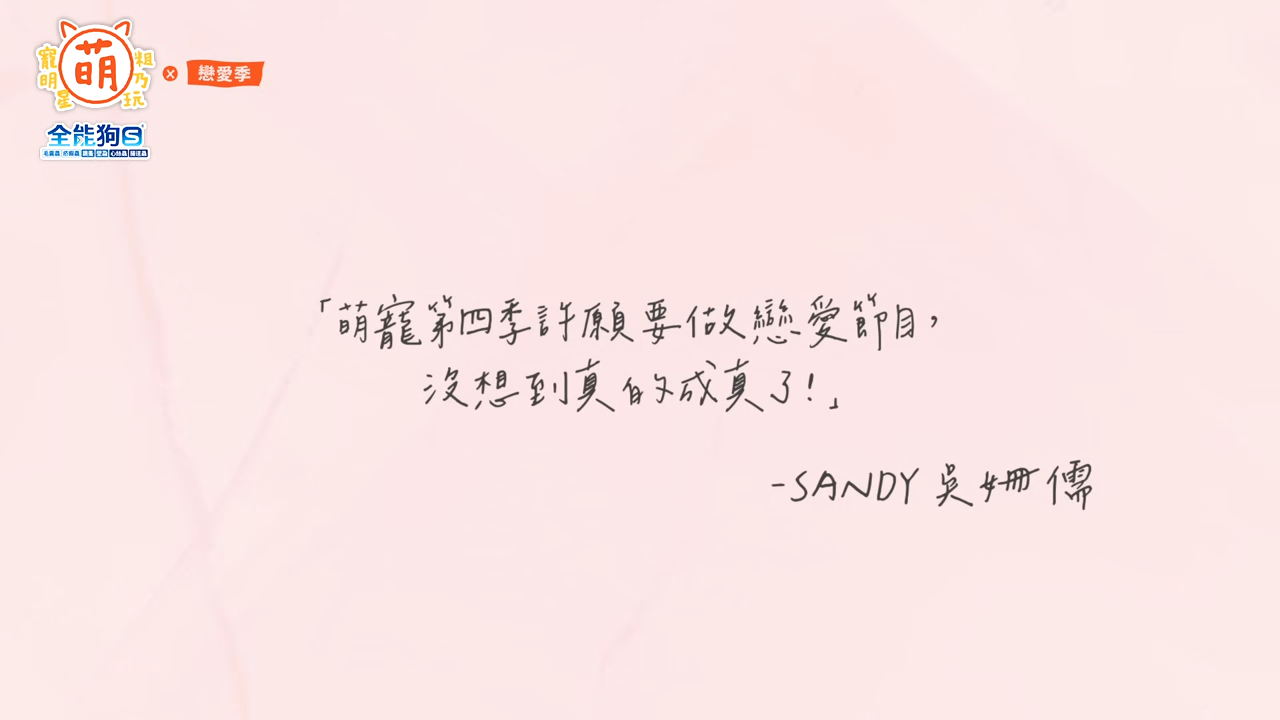 寵明星
萌
粗乃玩
戀愛季
全能狗S
「萌寵第四季許願要做戀愛節目，
沒想到真的成真了！」
-SANDY 吳姍儒